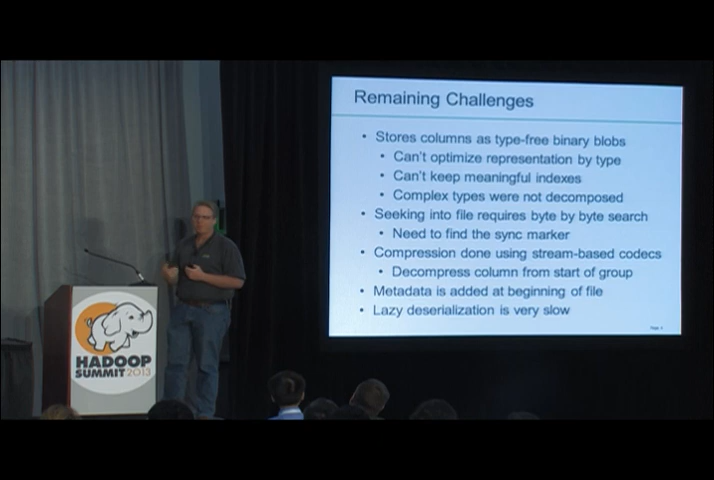 Remaining Challenges
• Stores columns as type-free binary blobs
• Can't optimize representation by type
• Can't keep meaningful indexes
• Complex types were not decomposed
• Seeking into file requires byte by byte search
• Need to find the sync marker
• Compression done using stream-based codecs
• Decompress column from start of group
• Metadata is added at beginning of file
• Lazy deserialization is very slow
HADOOP
SUMMIT 2013